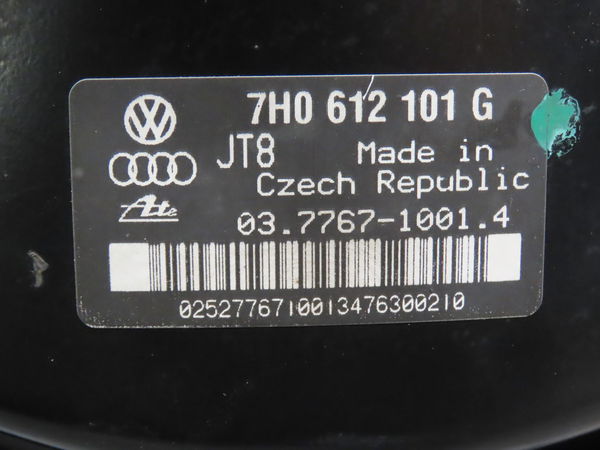 7H0 612 101 G
JT8
Made in
Czech Republic
Ate
03.7767-1001.4
0252776710013476300210